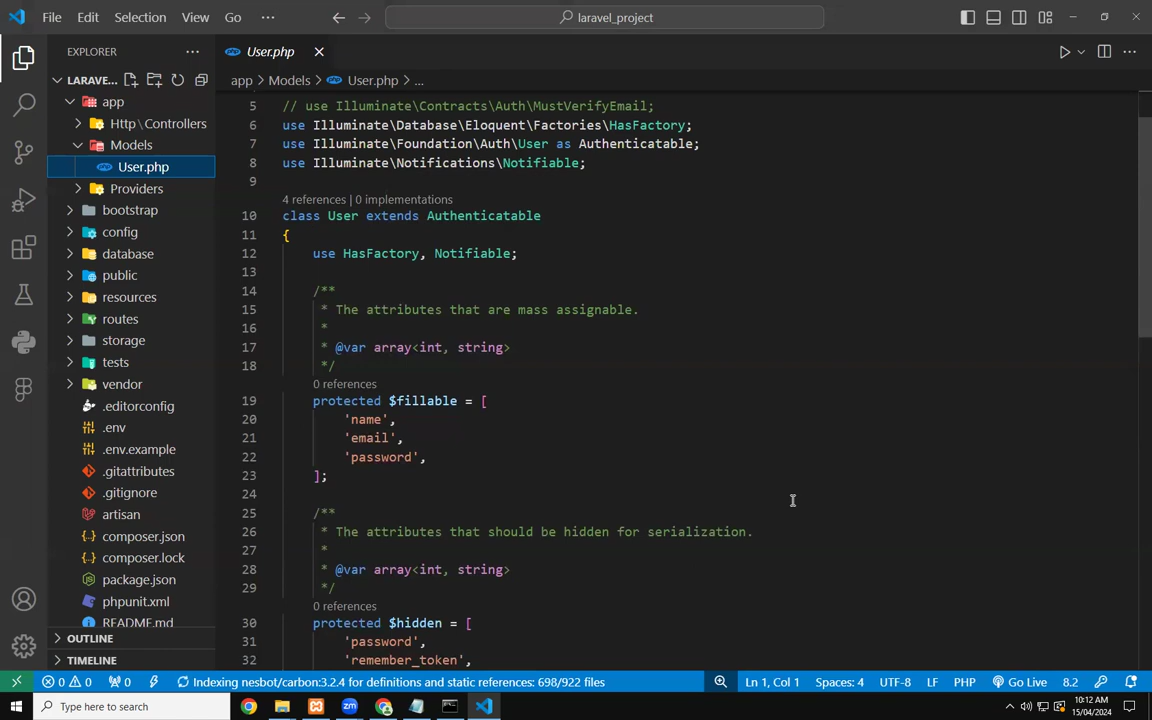 File Edit Selection View Go ··· laravel_project
EXPLORER ···
User.php
LARAVE...
app > Models > User.php > ...
app
Http\Controllers
Models
User.php
Providers
bootstrap
config
database
public
resources
routes
storage
tests
vendor
.editorconfig
.env
.env.example
.gitattributes
.gitignore
artisan
composer.json
composer.lock
package.json
phpunit.xml
README.md
OUTLINE
TIMELINE
5 // use Illuminate\Contracts\Auth\MustVerifyEmail;
6 use Illuminate\Database\Eloquent\Factories\HasFactory;
7 use Illuminate\Foundation\Auth\User as Authenticatable;
8 use Illuminate\Notifications\Notifiable;
9
4 references | 0 implementations
10 class User extends Authenticatable
11 {
12 use HasFactory, Notifiable;
13
14 /**
15 * The attributes that are mass assignable.
16 *
17 * @var array<int, string>
18 */
0 references
19 protected $fillable = [
20 'name',
21 'email',
22 'password',
23 ];
24
25 /**
26 * The attributes that should be hidden for serialization.
27 *
28 * @var array<int, string>
29 */
0 references
30 protected $hidden = [
31 'password',
32 'remember_token',
0 0 0 Indexing nesbot/carbon:3.2.4 for definitions and static references: 698/922 files Ln 1, Col 1 Spaces: 4 UTF-8 LF PHP Go Live 8.2
Type here to search zm 10:12 AM
15/04/2024